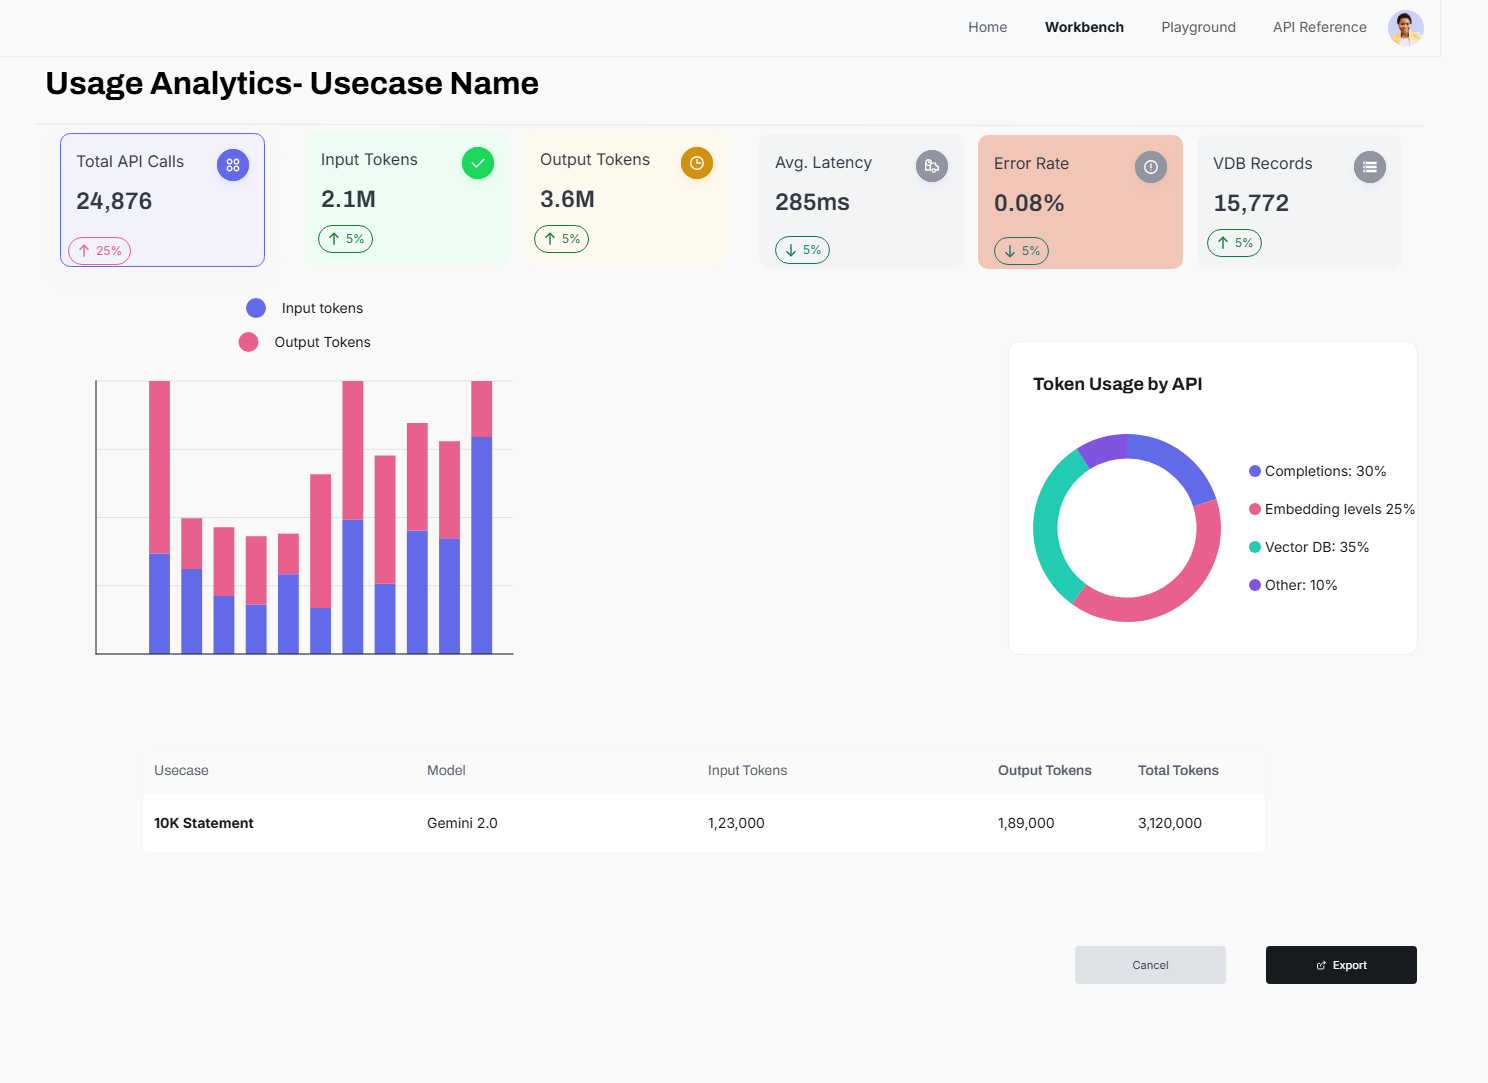 Home Workbench Playground API Reference
Usage Analytics- Usecase Name
Total API Calls
24,876
25%
Input Tokens
2.1M
5%
Output Tokens
3.6M
5%
Avg. Latency
285ms
5%
Error Rate
0.08%
5%
VDB Records
15,772
5%
Input tokens
Output Tokens
Token Usage by API
Completions: 30%
Embedding levels 25%
Vector DB: 35%
Other: 10%
Usecase Model Input Tokens Output Tokens Total Tokens
10K Statement Gemini 2.0 1,23,000 1,89,000 3,120,000
Cancel Export